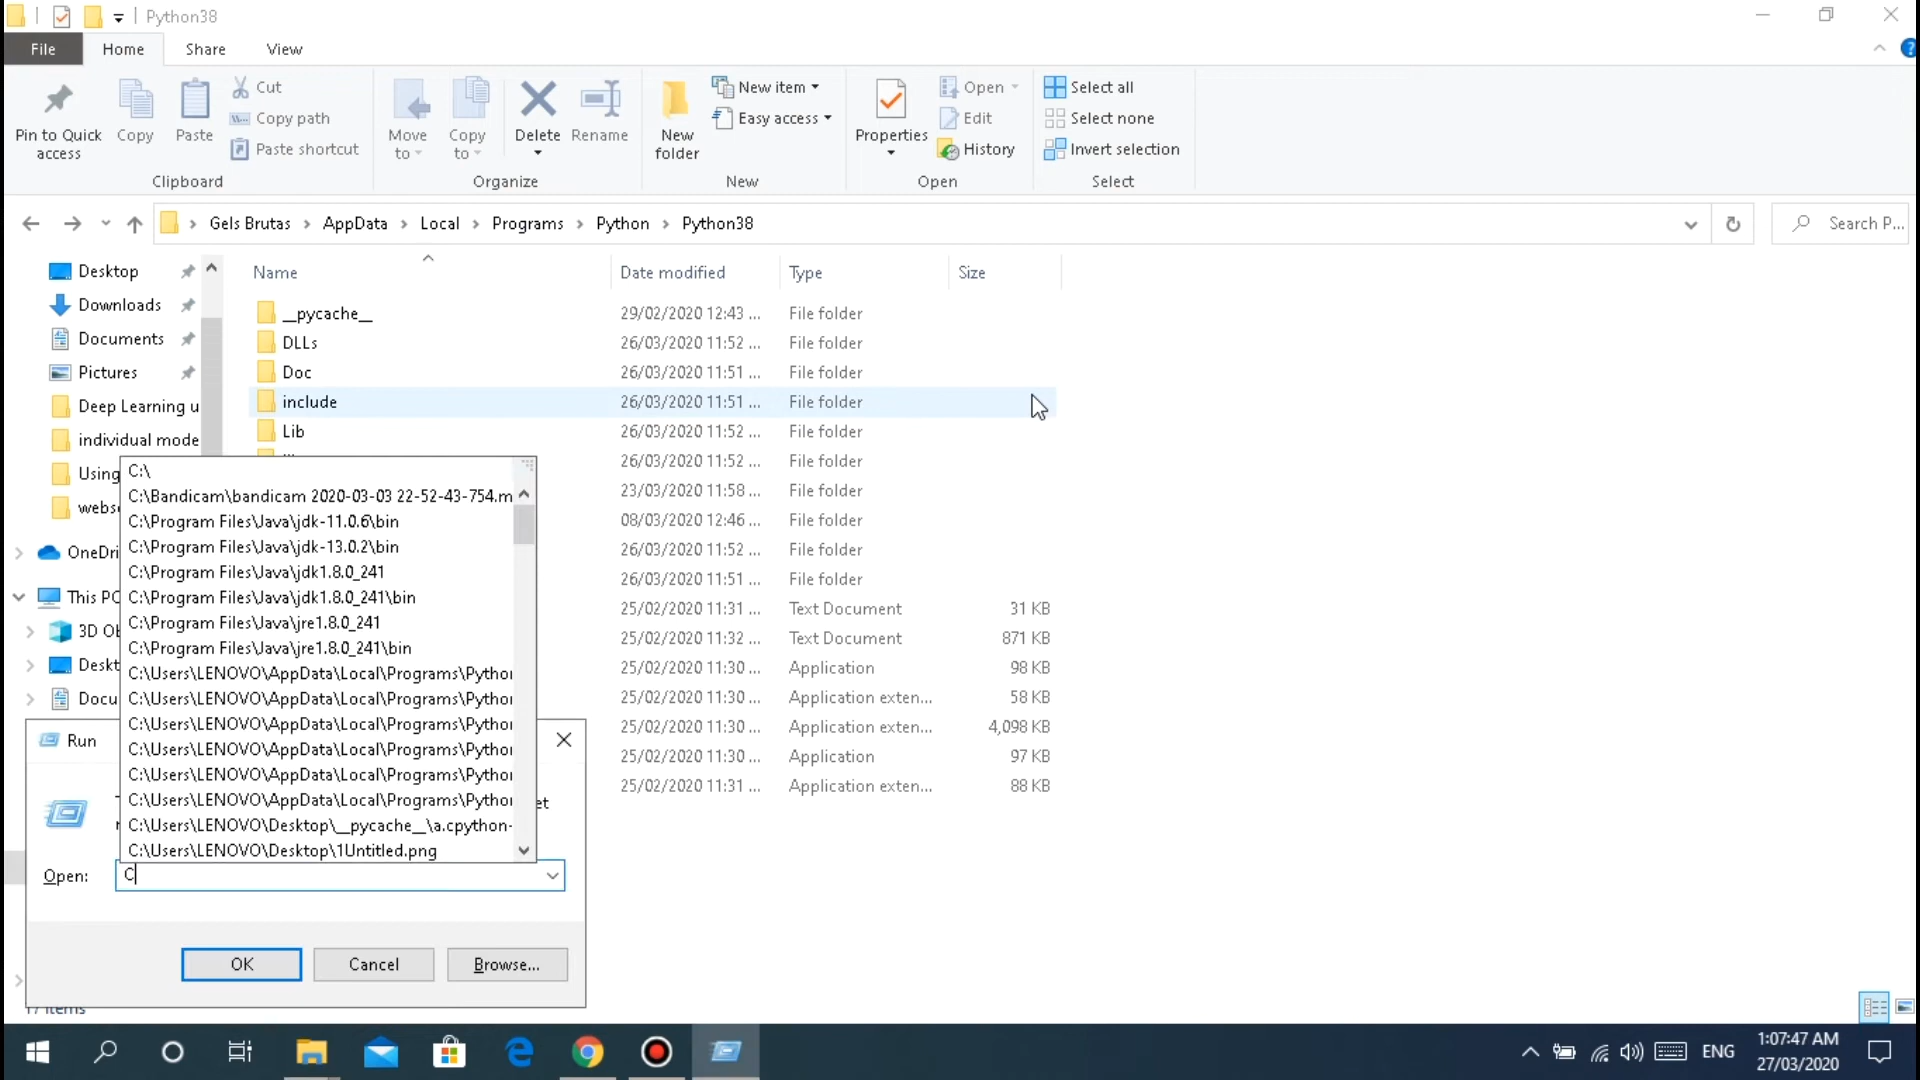 Python38
File Home Share View
Pin to Quick access
Copy
Paste
Cut
Copy path
Paste shortcut
Clipboard
Move to
Copy to
Delete
Rename
Organize
New folder
New item
Easy access
New
Properties
Open
Edit
History
Open
Select all
Select none
Invert selection
Select
Gels Brutas > AppData > Local > Programs > Python > Python38
Search P...
Desktop
Downloads
Documents
Pictures
Deep Learning u
individual mode
Using
webs
OneDri
This PC
3D Ob
Deskt
Docu
Name Date modified Type Size
__pycache__ 29/02/2020 12:43 ... File folder
DLLs 26/03/2020 11:52 ... File folder
Doc 26/03/2020 11:51 ... File folder
include 26/03/2020 11:51 ... File folder
Lib 26/03/2020 11:52 ... File folder
26/03/2020 11:52 ... File folder
23/03/2020 11:58 ... File folder
08/03/2020 12:46 ... File folder
26/03/2020 11:52 ... File folder
26/03/2020 11:51 ... File folder
25/02/2020 11:31 ... Text Document 31 KB
25/02/2020 11:32 ... Text Document 871 KB
25/02/2020 11:30 ... Application 98 KB
25/02/2020 11:30 ... Application exten... 58 KB
25/02/2020 11:30 ... Application exten... 4,098 KB
25/02/2020 11:30 ... Application 97 KB
25/02/2020 11:31 ... Application exten... 88 KB
C:\
C:\Bandicam\bandicam 2020-03-03 22-52-43-754.m
C:\Program Files\Java\jdk-11.0.6\bin
C:\Program Files\Java\jdk-13.0.2\bin
C:\Program Files\Java\jdk1.8.0_241
C:\Program Files\Java\jdk1.8.0_241\bin
C:\Program Files\Java\jre1.8.0_241
C:\Program Files\Java\jre1.8.0_241\bin
C:\Users\LENOVO\AppData\Local\Programs\Pytho
C:\Users\LENOVO\AppData\Local\Programs\Pytho
C:\Users\LENOVO\AppData\Local\Programs\Pytho
C:\Users\LENOVO\AppData\Local\Programs\Pytho
C:\Users\LENOVO\AppData\Local\Programs\Pytho
C:\Users\LENOVO\AppData\Local\Programs\Pytho
C:\Users\LENOVO\Desktop\__pycache__\a.cpython-
C:\Users\LENOVO\Desktop\1Untitled.png
Run
et
Open: C
OK Cancel Browse...
17 items
ENG
1:07:47 AM
27/03/2020